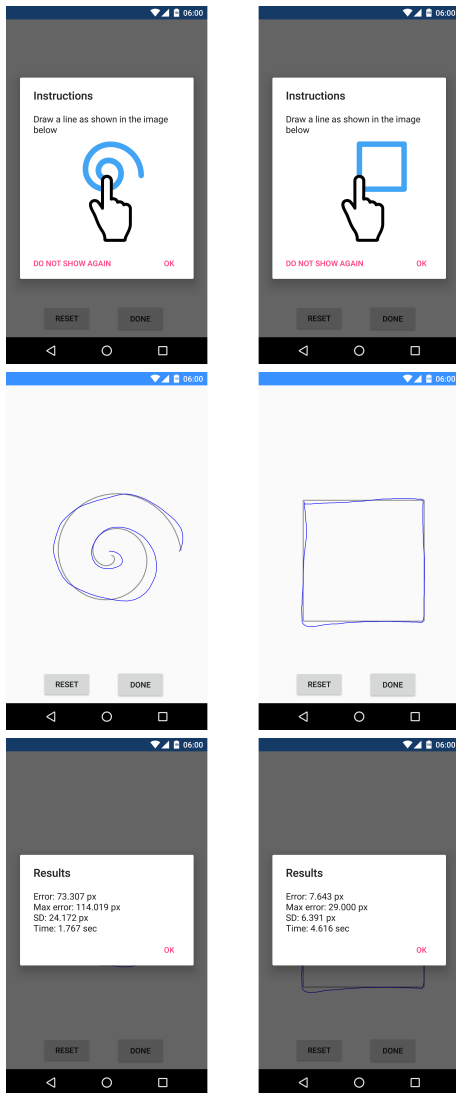 06:00
Instructions
Draw a line as shown in the image
below
DO NOT SHOW AGAIN OK
RESET DONE
06:00
Instructions
Draw a line as shown in the image
below
DO NOT SHOW AGAIN OK
RESET DONE
06:00
RESET DONE
06:00
RESET DONE
06:00
Results
Error: 73.307 px
Max error: 114.019 px
SD: 24.172 px
Time: 1.767 sec
OK
RESET DONE
06:00
Results
Error: 7.643 px
Max error: 29.000 px
SD: 6.391 px
Time: 4.616 sec
OK
RESET DONE